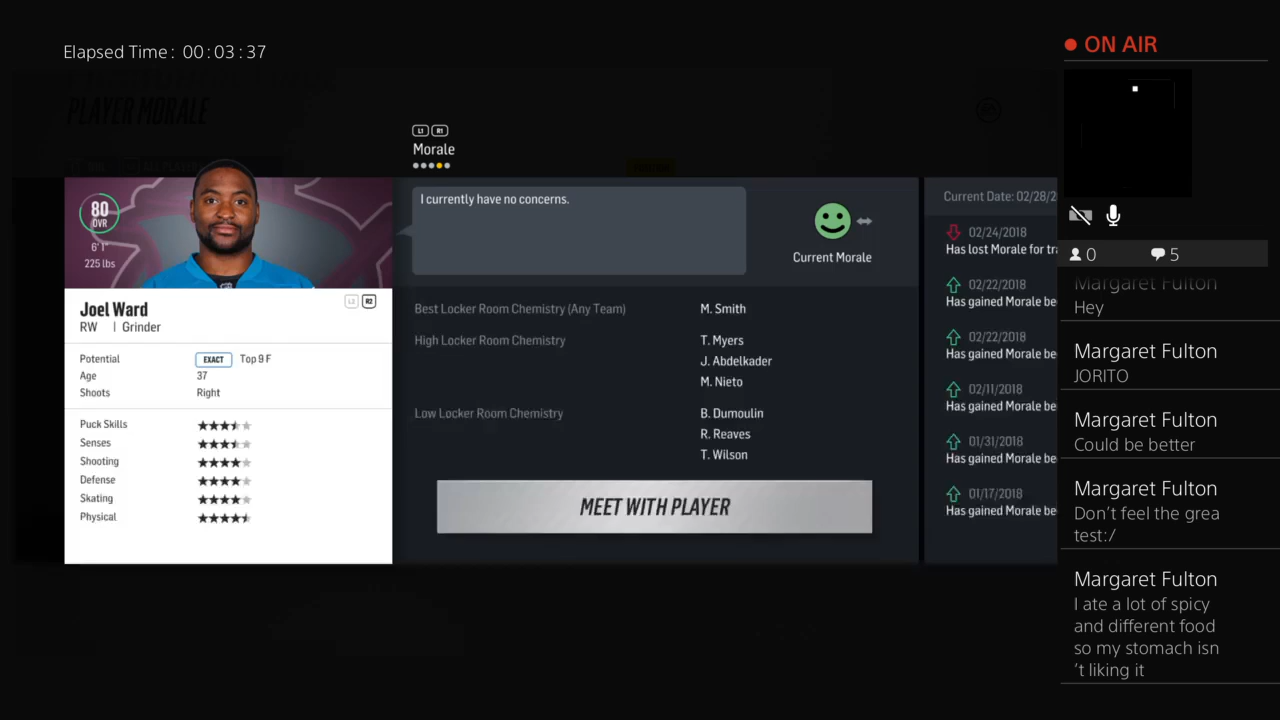 Elapsed Time: 00:03:37
ON AIR
PLAYER MORALE
L1 R1
Morale
80
OVR
6' 1"
225 lbs
I currently have no concerns.
Current Morale
Joel Ward
L2 R2
RW | Grinder
Potential EXACT Top 9 F
Age 37
Shoots Right
Puck Skills
Senses
Shooting
Defense
Skating
Physical
Best Locker Room Chemistry (Any Team) M. Smith
High Locker Room Chemistry T. Myers
J. Abdelkader
M. Nieto
Low Locker Room Chemistry B. Dumoulin
R. Reaves
T. Wilson
MEET WITH PLAYER
Current Date: 02/28/2
02/24/2018
Has lost Morale for tra
02/22/2018
Has gained Morale be
02/22/2018
Has gained Morale be
02/11/2018
Has gained Morale be
01/31/2018
Has gained Morale be
01/17/2018
Has gained Morale be
0 5
Margaret Fulton
Hey
Margaret Fulton
JORITO
Margaret Fulton
Could be better
Margaret Fulton
Don't feel the grea
test:/
Margaret Fulton
I ate a lot of spicy
and different food
so my stomach isn
't liking it